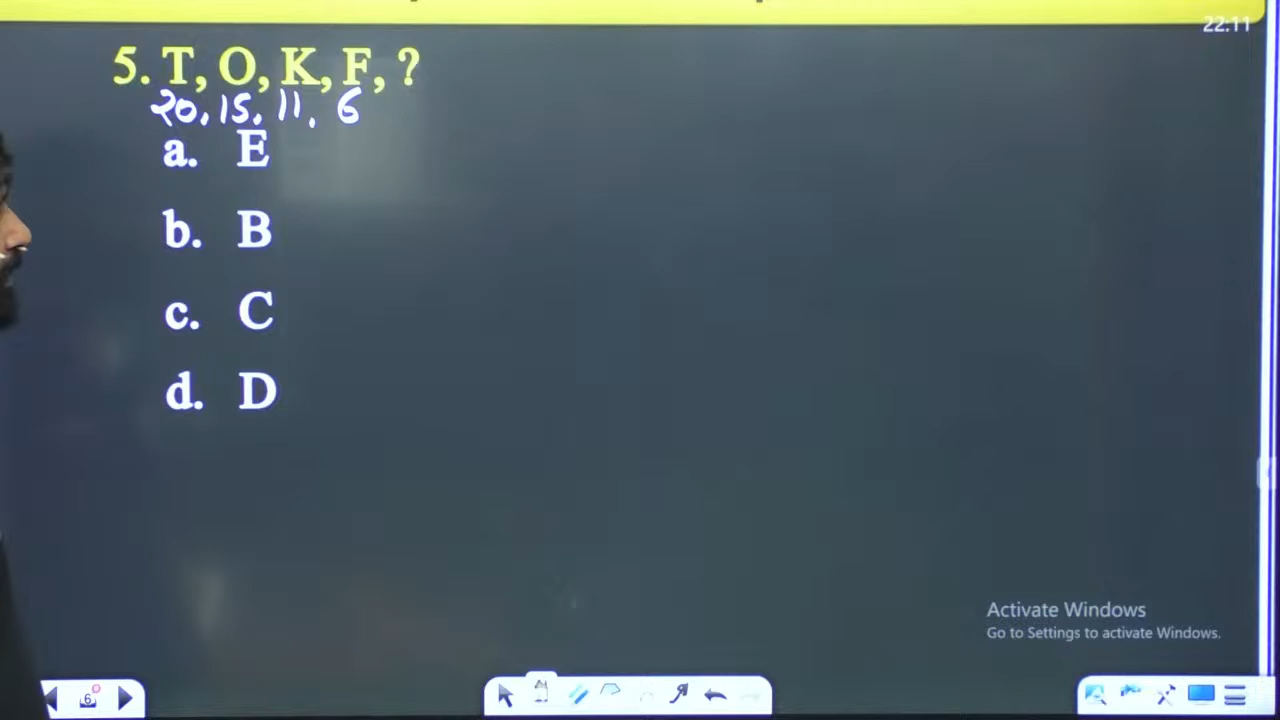 22:11
5. T, O, K, F, ?
20, 15, 11, 6
a. E
b. B
c. C
d. D
Activate Windows
Go to Settings to activate Windows.
6